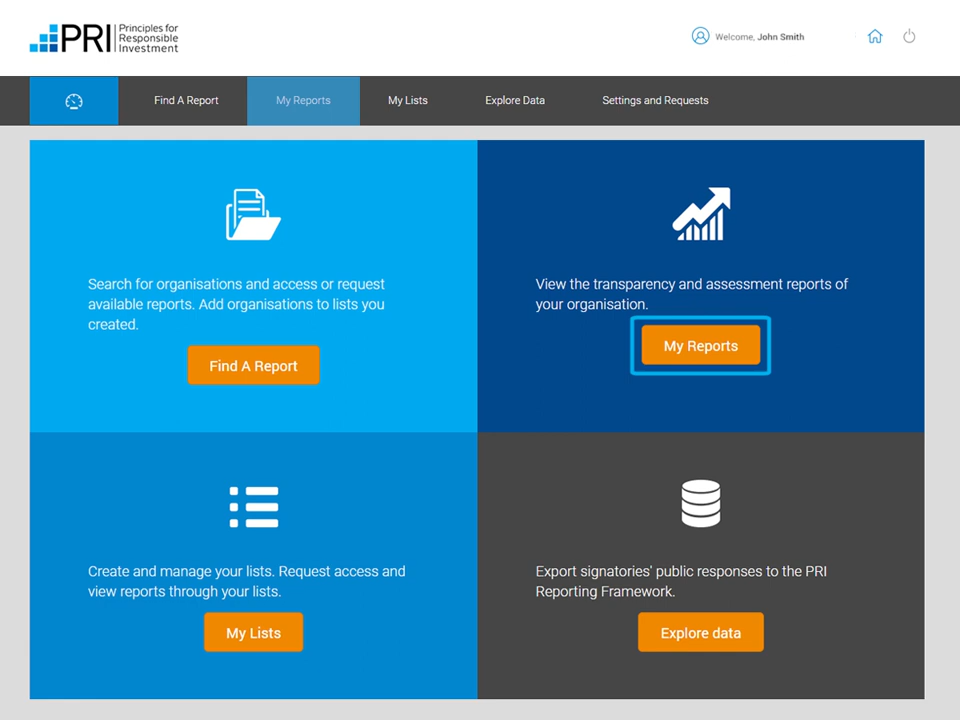 PRI Principles for
Responsible
Investment
Welcome, John Smith
Find A Report My Reports My Lists Explore Data Settings and Requests
Search for organisations and access or request
available reports. Add organisations to lists you
created.
Find A Report
View the transparency and assessment reports of
your organisation.
My Reports
Create and manage your lists. Request access and
view reports through your lists.
My Lists
Export signatories' public responses to the PRI
Reporting Framework.
Explore data